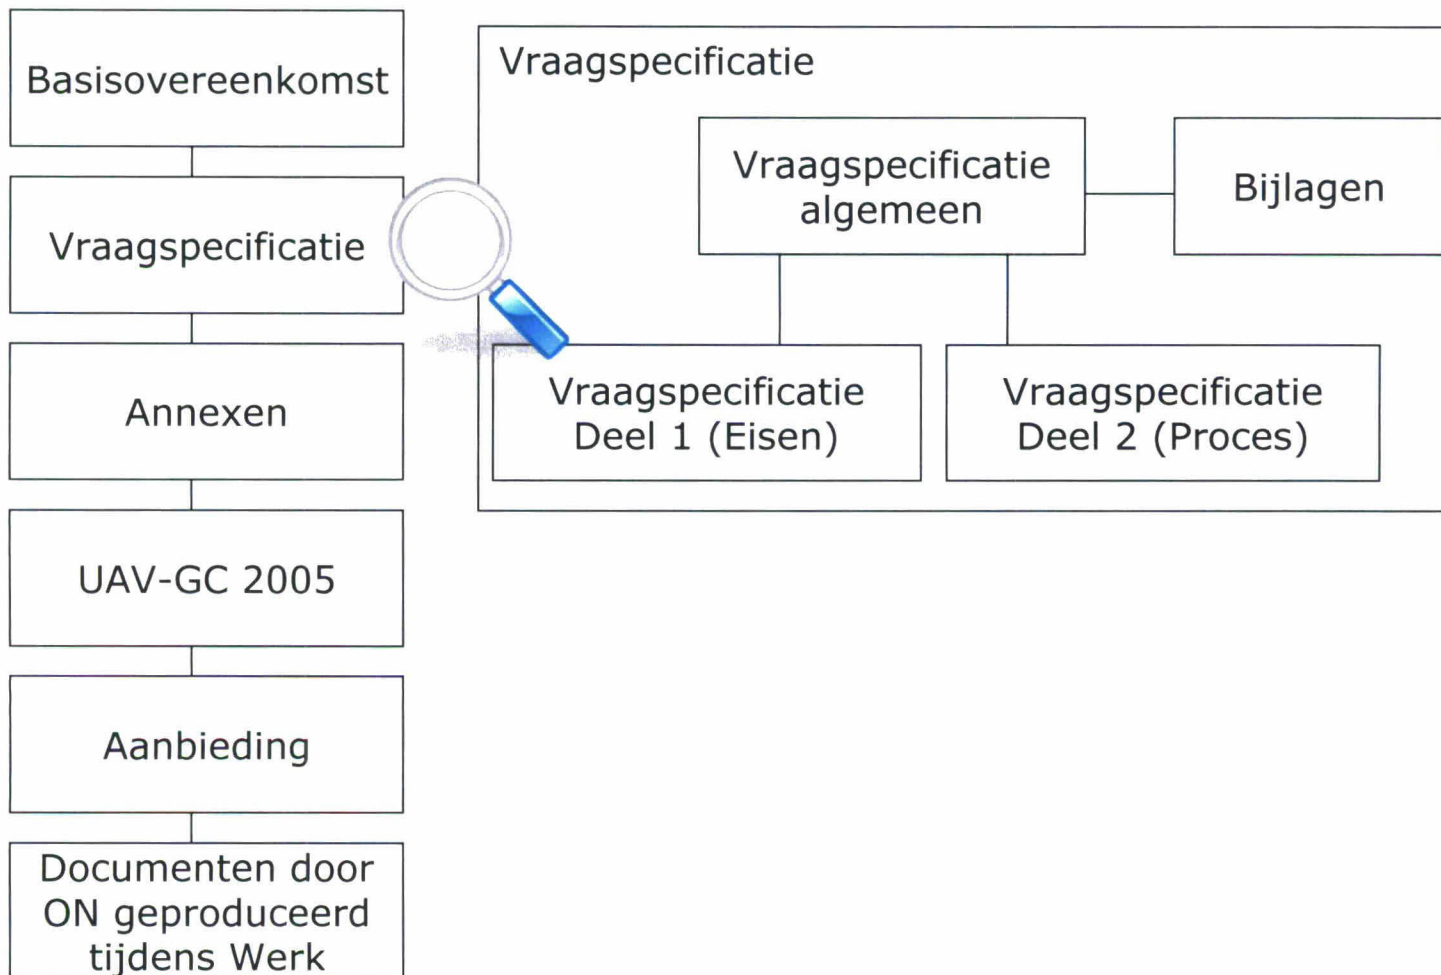 Basisovereenkomst
Vraagspecificatie
Annexen
UAV-GC 2005
Aanbieding
Documenten door
ON geproduceerd
tijdens Werk
Vraagspecificatie
Vraagspecificatie
algemeen
Bijlagen
Vraagspecificatie
Deel 1 (Eisen)
Vraagspecificatie
Deel 2 (Proces)